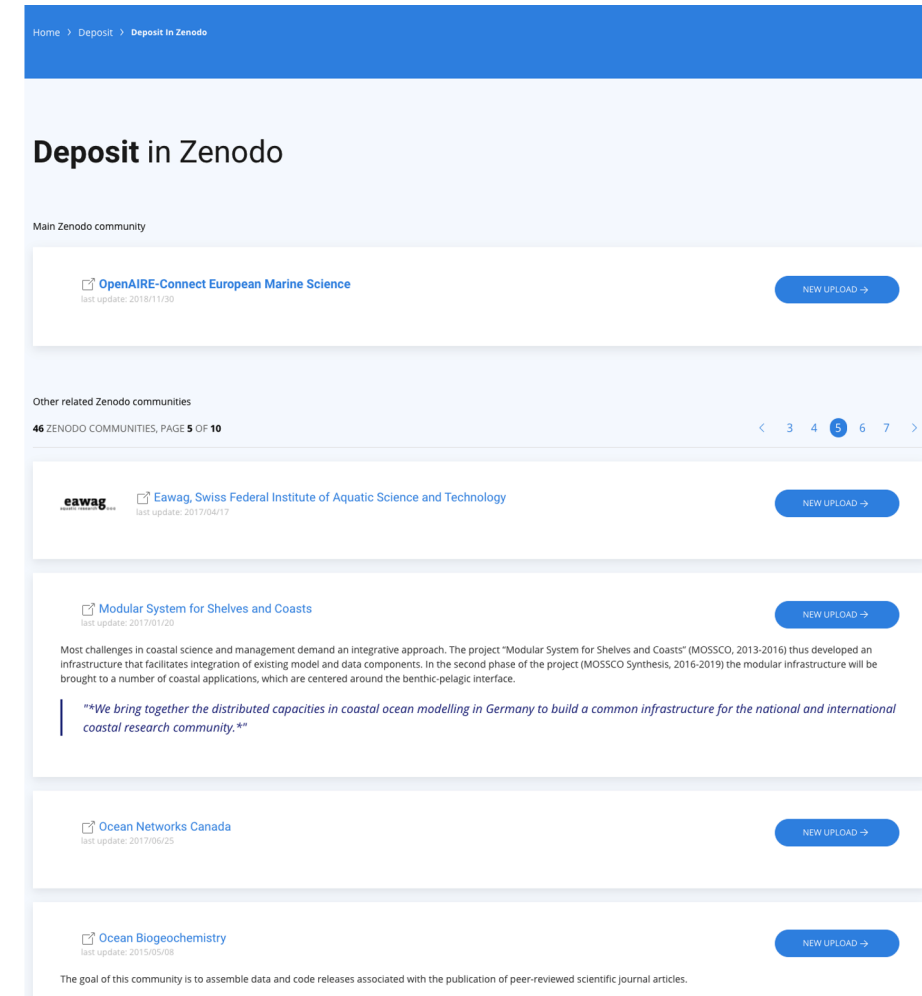 Home > Deposit > Deposit In Zenodo
Deposit in Zenodo
Main Zenodo community
OpenAIRE-Connect European Marine Science
last update: 2018/11/30
NEW UPLOAD →
Other related Zenodo communities
46 ZENODO COMMUNITIES, PAGE 5 OF 10
< 3 4 5 6 7 >
eawag
aquatic research
Eawag, Swiss Federal Institute of Aquatic Science and Technology
last update: 2017/04/17
NEW UPLOAD →
Modular System for Shelves and Coasts
last update: 2017/01/20
NEW UPLOAD →
Most challenges in coastal science and management demand an integrative approach. The project "Modular System for Shelves and Coasts" (MOSSCO, 2013-2016) thus developed an
infrastructure that facilitates integration of existing model and data components. In the second phase of the project (MOSSCO Synthesis, 2016-2019) the modular infrastructure will be
brought to a number of coastal applications, which are centered around the benthic-pelagic interface.
"*We bring together the distributed capacities in coastal ocean modelling in Germany to build a common infrastructure for the national and international
coastal research community.*"
Ocean Networks Canada
last update: 2017/06/25
NEW UPLOAD →
Ocean Biogeochemistry
last update: 2015/05/08
NEW UPLOAD →
The goal of this community is to assemble data and code releases associated with the publication of peer-reviewed scientific journal articles.